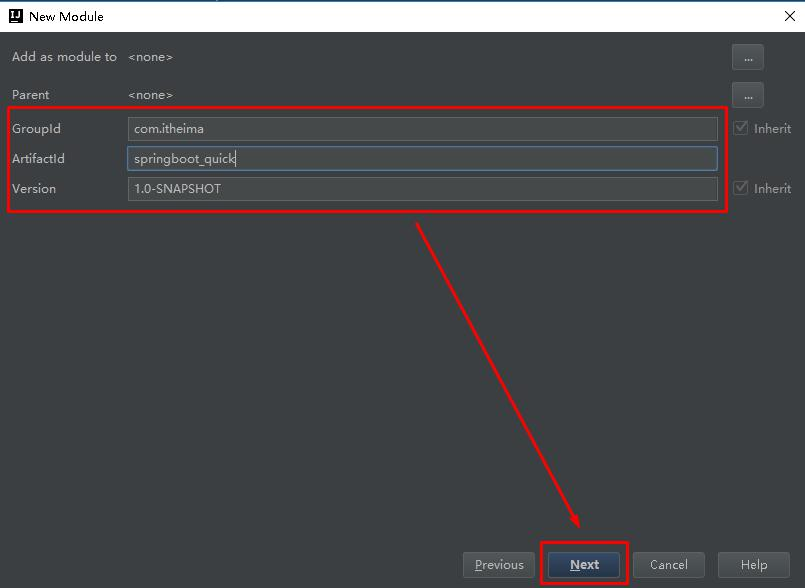 IJ New Module
Add as module to <none> ...
Parent <none> ...
GroupId com.itheima Inherit
ArtifactId springboot_quick
Version 1.0-SNAPSHOT Inherit
Previous Next Cancel Help